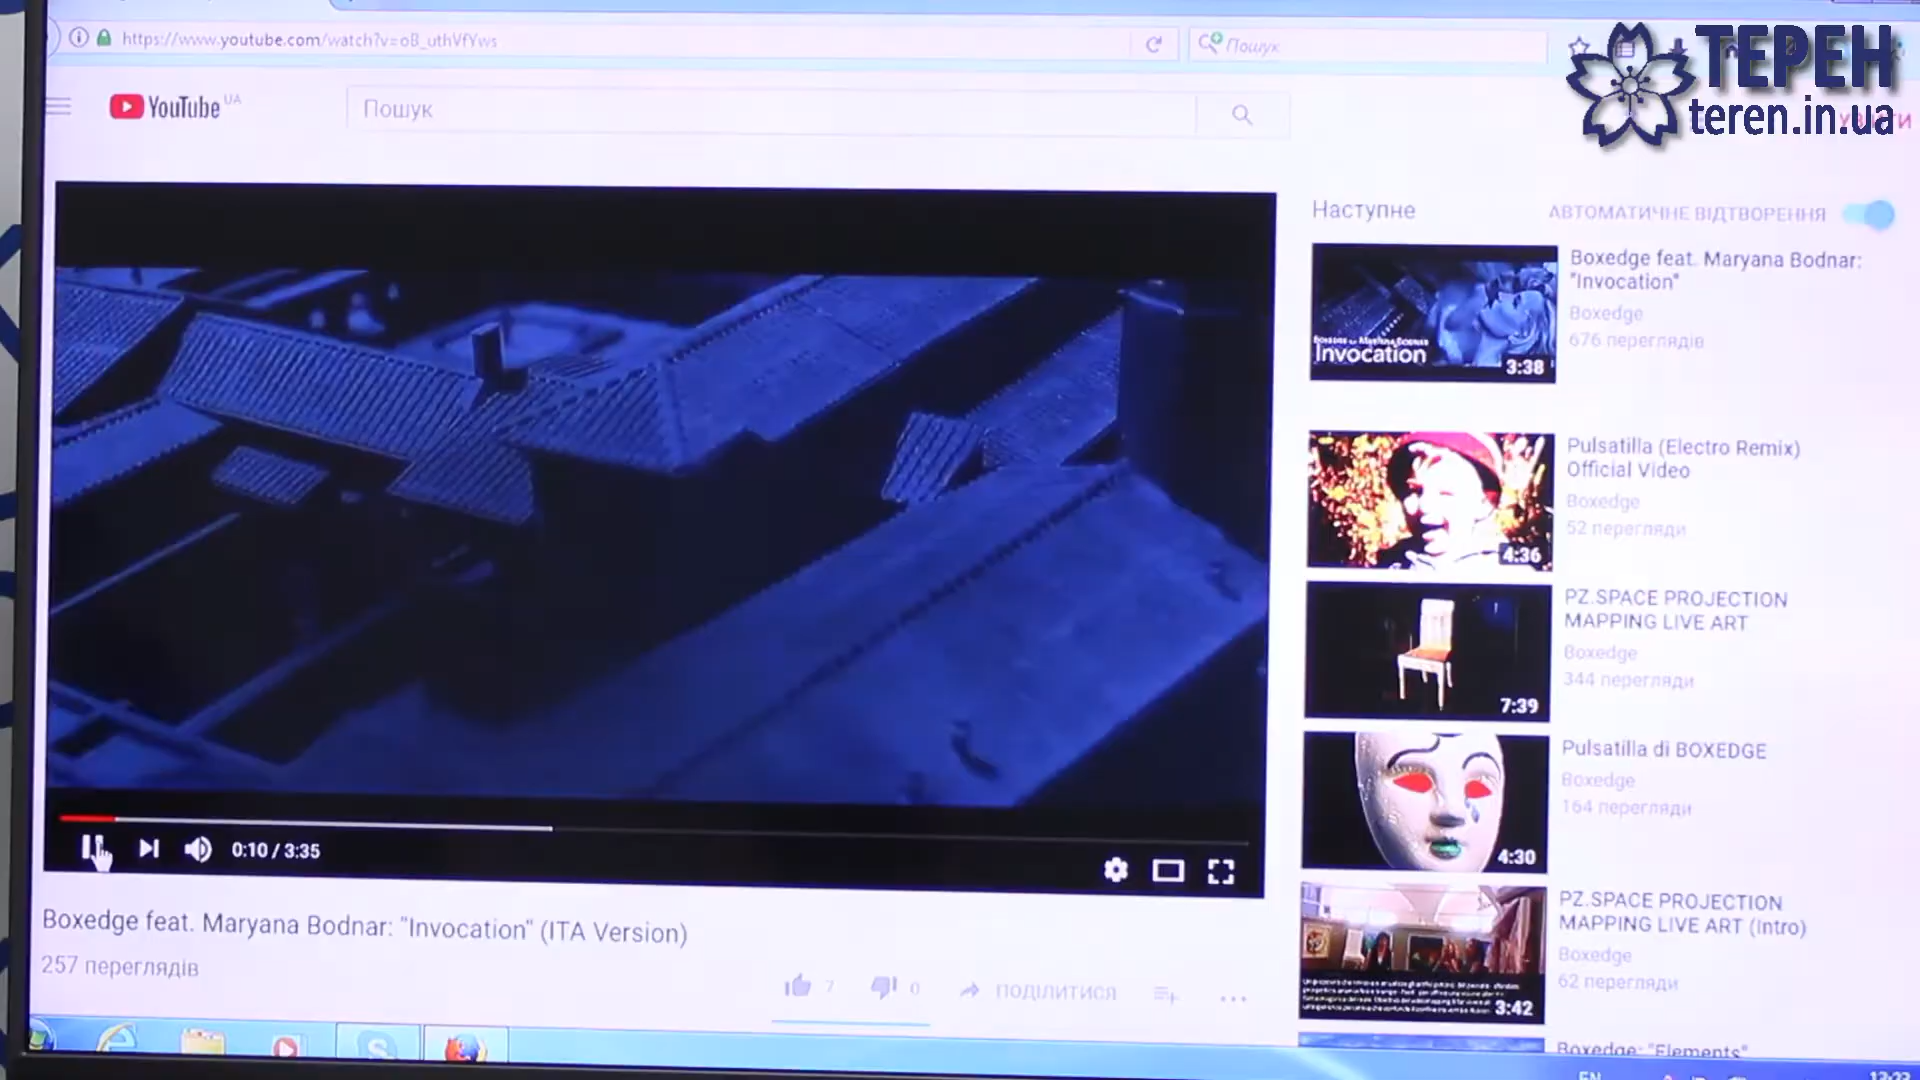 https://www.youtube.com/watch?v=oB_uthVfYws
Пошук
ТЕРЕН
teren.in.ua
YouTube UA
Пошук
Наступне
АВТОМАТИЧНЕ ВІДТВОРЕННЯ
Boxedge feat. Maryana Bodnar:
"Invocation"
Boxedge
676 переглядів
Invocation
3:38
Pulsatilla (Electro Remix)
Official Video
Boxedge
52 перегляди
4:36
PZ.SPACE PROJECTION
MAPPING LIVE ART
Boxedge
344 перегляди
7:39
Pulsatilla di BOXEDGE
Boxedge
164 перегляди
4:30
PZ.SPACE PROJECTION
MAPPING LIVE ART (Intro)
Boxedge
62 перегляди
3:42
Boxedge: "Elements"
0:10 / 3:35
Boxedge feat. Maryana Bodnar: "Invocation" (ITA Version)
257 переглядів
7
0
ПОДІЛИТИСЯ
EN